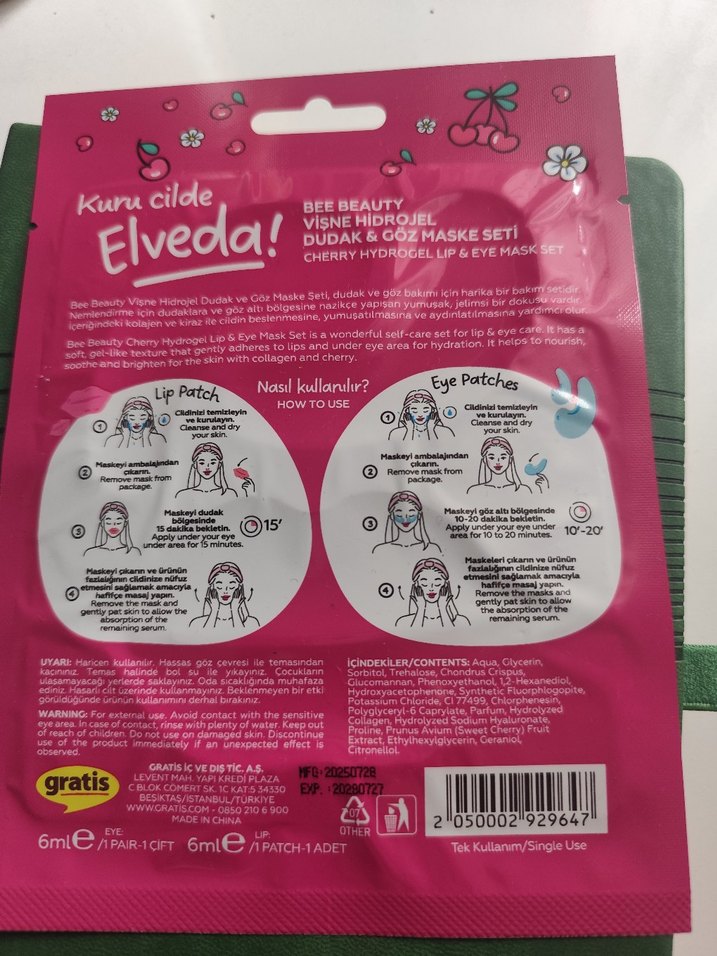 Kuru cilde
Elveda!
BEE BEAUTY
VİŞNE HİDROJEL
DUDAK & GÖZ MASKE SETİ
CHERRY HYDROGEL LIP & EYE MASK SET
Bee Beauty Vişne Hidrojel Dudak ve Göz Maske Seti, dudak ve göz bakımı için harika bir bakım setidir.
Nemlendirme için dudaklara ve göz altı bölgesine nazikçe yapışan yumuşak, jelimsi bir dokusu vardır.
İçeriğindeki kolajen ve kiraz ile cildin beslenmesine, yumuşatılmasına ve aydınlatılmasına yardımcı olur.
Bee Beauty Cherry Hydrogel Lip & Eye Mask Set is a wonderful self-care set for lip & eye care. It has a
soft, gel-like texture that gently adheres to lips and under eye area for hydration. It helps to nourish,
soothe and brighten for the skin with collagen and cherry.
Nasıl kullanılır?
HOW TO USE
Lip Patch
1
Cildinizi temizleyin
ve kurulayın.
Cleanse and dry
your skin.
2
Maskeyi ambalajından
çıkarın.
Remove mask from
package.
3
Maskeyi dudak
bölgesinde
15 dakika bekletin.
Apply under your eye
under area for 15 minutes.
15'
4
Maskeyi çıkarın ve ürünün
fazlalığının cildinize nüfuz
etmesini sağlamak amacıyla
hafifçe masaj yapın.
Remove the mask and
gently pat skin to allow the
absorption of the
remaining serum.
Eye Patches
1
Cildinizi temizleyin
ve kurulayın.
Cleanse and dry
your skin.
2
Maskeyi ambalajından
çıkarın.
Remove mask from
package.
3
Maskeyi göz altı bölgesinde
10-20 dakika bekletin.
Apply under your eye under
area for 10 to 20 minutes.
10'-20'
4
Maskeleri çıkarın ve ürünün
fazlalığının cildinize nüfuz
etmesini sağlamak amacıyla
hafifçe masaj yapın.
Remove the masks and
gently pat skin to allow
the absorption of the
remaining serum.
UYARI: Haricen kullanılır. Hassas göz çevresi ile temasından
kaçınınız. Temas halinde bol su ile yıkayınız. Çocukların
ulaşamayacağı yerlerde saklayınız. Oda sıcaklığında muhafaza
ediniz. Hasarlı cilt üzerinde kullanmayınız. Beklenmeyen bir etki
görüldüğünde ürünün kullanımını derhal bırakınız.
WARNING: For external use. Avoid contact with the sensitive
eye area. In case of contact, rinse with plenty of water. Keep out
of reach of children. Do not use on damaged skin. Discontinue
use of the product immediately if an unexpected effect is
observed.
İÇİNDEKİLER/CONTENTS: Aqua, Glycerin,
Sorbitol, Trehalose, Chondrus Crispus,
Glucomannan, Phenoxyethanol, 1,2-Hexanediol,
Hydroxyacetophenone, Synthetic Fluorphlogopite,
Potassium Chloride, CI 77499, Chlorphenesin,
Polyglyceryl-6 Caprylate, Parfum, Hydrolyzed
Collagen, Hydrolyzed Sodium Hyaluronate,
Proline, Prunus Avium (Sweet Cherry) Fruit
Extract, Ethylhexylglycerin, Geraniol,
Citronellol.
gratis
GRATİS İÇ VE DIŞ TİC. A.Ş.
LEVENT MAH. YAPI KREDİ PLAZA
C BLOK CÖMERT SK. 1C KAT:5 34330
BEŞİKTAŞ/İSTANBUL/TÜRKİYE
WWW.GRATIS.COM - 0850 210 6 900
MADE IN CHINA
MFG :20250728
EXP. :20280727
07
OTHER
2 050002 929647
Tek Kullanım/Single Use
6ml e EYE: /1 PAIR-1 ÇİFT
6ml e LIP: /1 PATCH-1 ADET